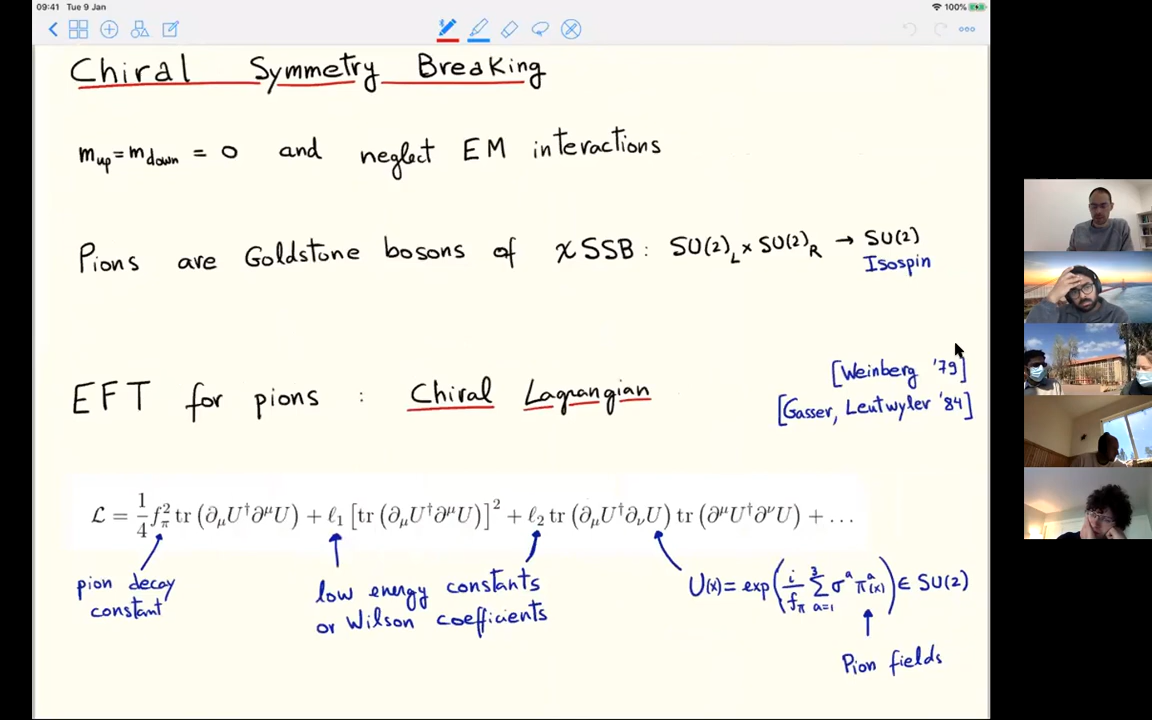 09:41 Tue 9 Jan
100%
Chiral Symmetry Breaking
m_up = m_down = 0 and neglect EM interactions
Pions are Goldstone bosons of χSSB : SU(2)_L × SU(2)_R → SU(2)
Isospin
[Weinberg '79]
EFT for pions : Chiral Lagrangian
[Gasser, Leutwyler '84]
ℒ = 1/4 f_π^2 tr (∂_μU†∂^μU) + ℓ_1 [tr (∂_μU†∂^μU)]^2 + ℓ_2 tr (∂_μU†∂_νU) tr (∂^μU†∂^νU) + ...
pion decay constant
low energy constants
or Wilson coefficients
U(x) = exp(i/f_π Σ_{a=1}^3 σ^a π^a(x)) ∈ SU(2)
Pion fields